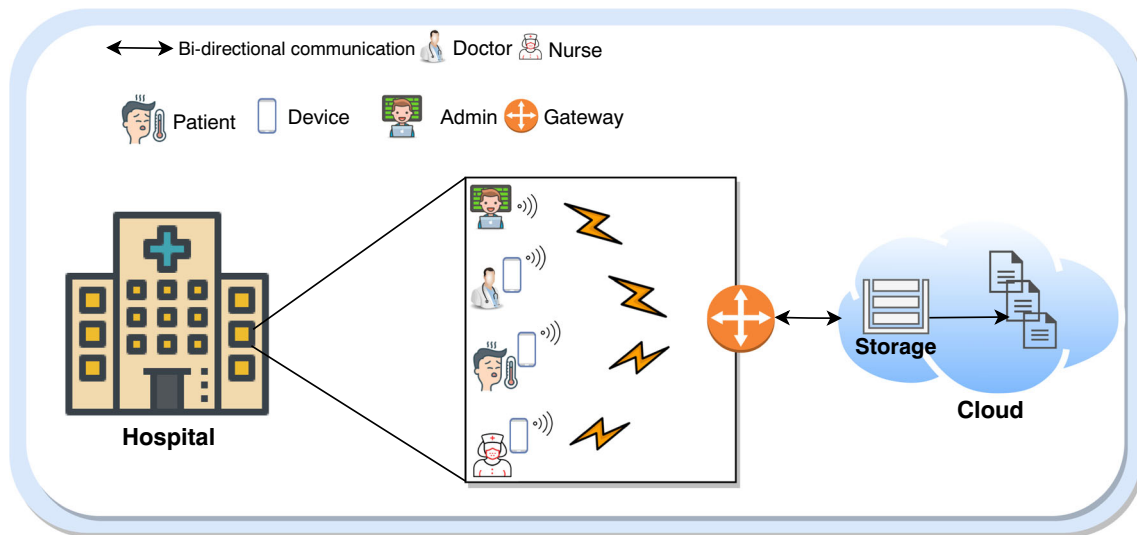 Bi-directional communication Doctor Nurse
Patient Device Admin Gateway
Storage
Cloud
Hospital